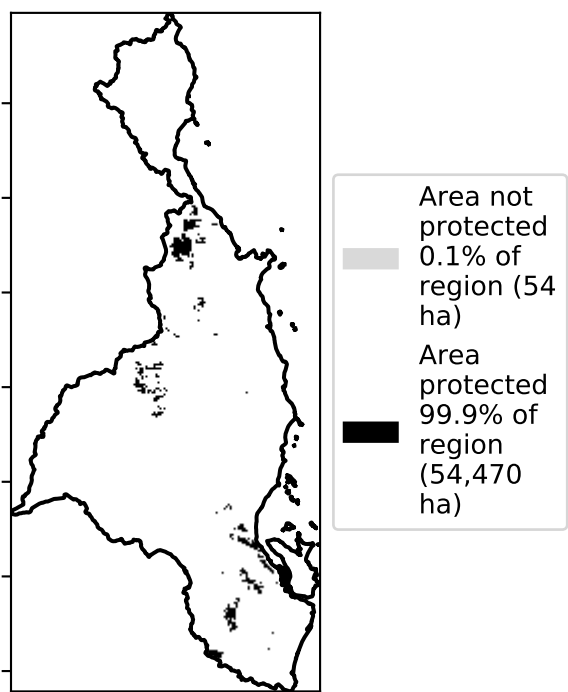 Area not
protected
0.1% of
region (54
ha)
Area
protected
99.9% of
region
(54,470
ha)